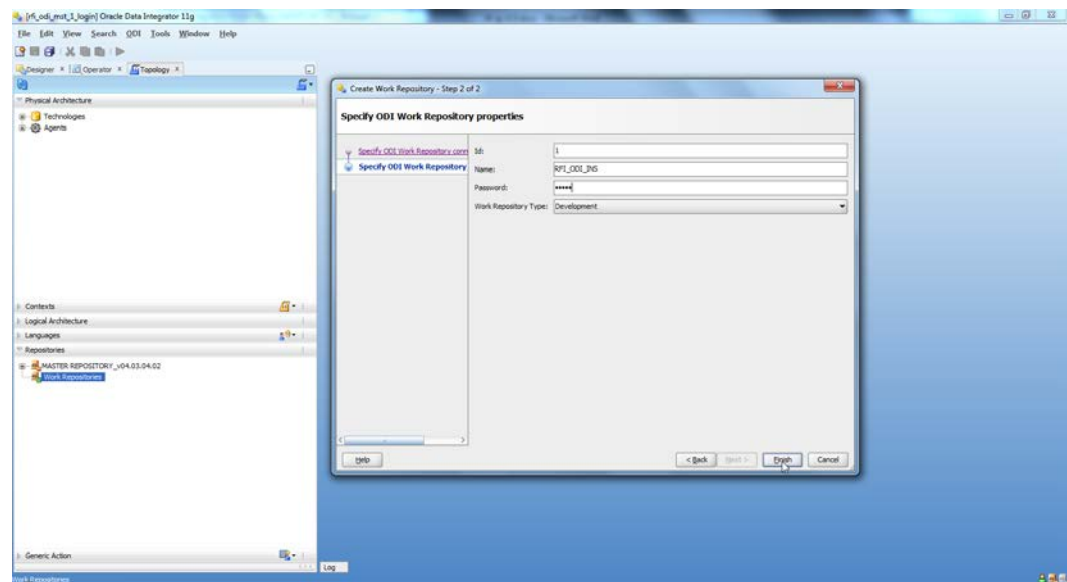 [rfi_odi_mst_1_login] Oracle Data Integrator 11g
File Edit View Search ODI Tools Window Help
Designer Operator Topology
Physical Architecture
Technologies
Agents
Contexts
Logical Architecture
Languages
Repositories
MASTER REPOSITORY_v04.03.04.02
Work Repositories
Generic Action
Work Repositories
Log
Create Work Repository - Step 2 of 2
Specify ODI Work Repository properties
Specify ODI Work Repository conn
Specify ODI Work Repository
Id: 1
Name: RFI_ODI_INS
Password: *****
Work Repository Type: Development
Help < Back Next > Finish Cancel